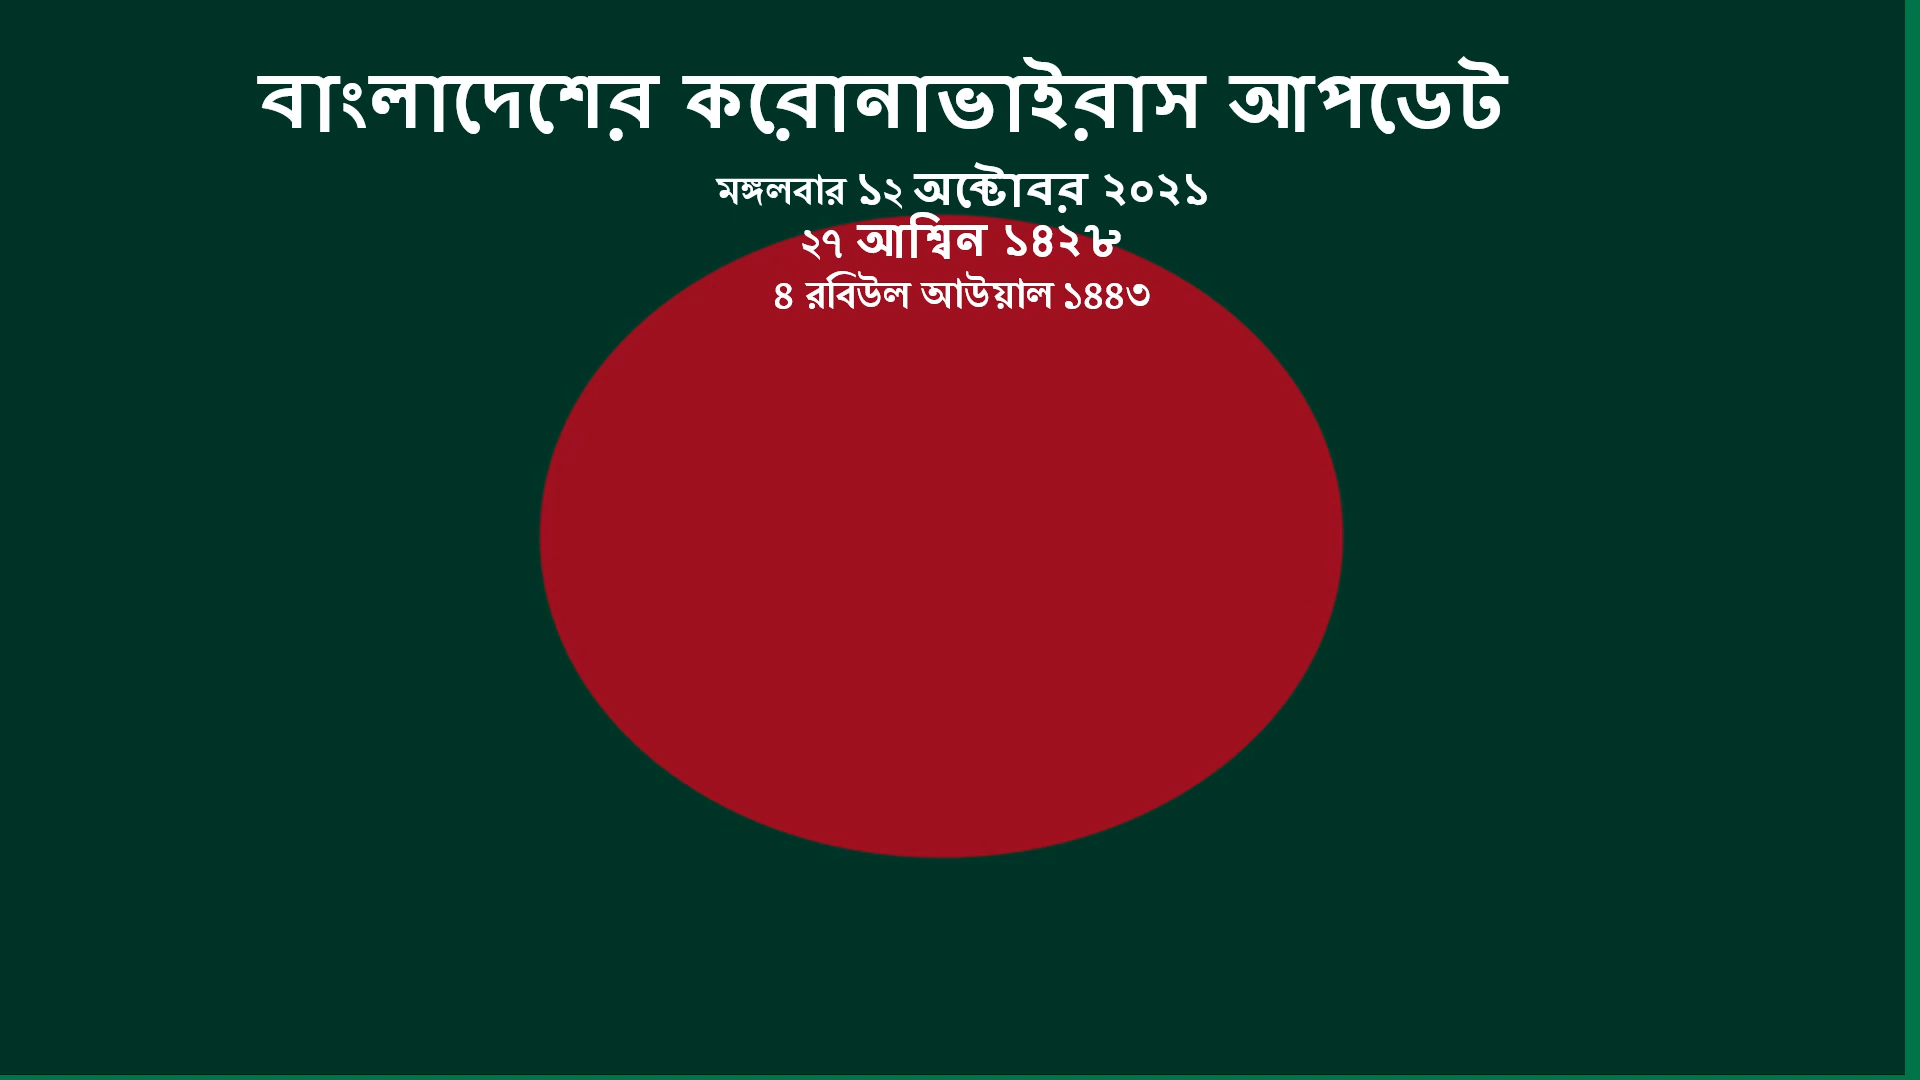 বাংলাদেশের করোনাভাইরাস আপডেট
মঙ্গলবার ১২ অক্টোবর ২০২১
২৭ আশ্বিন ১৪২৮
৪ রবিউল আউয়াল ১৪৪৩